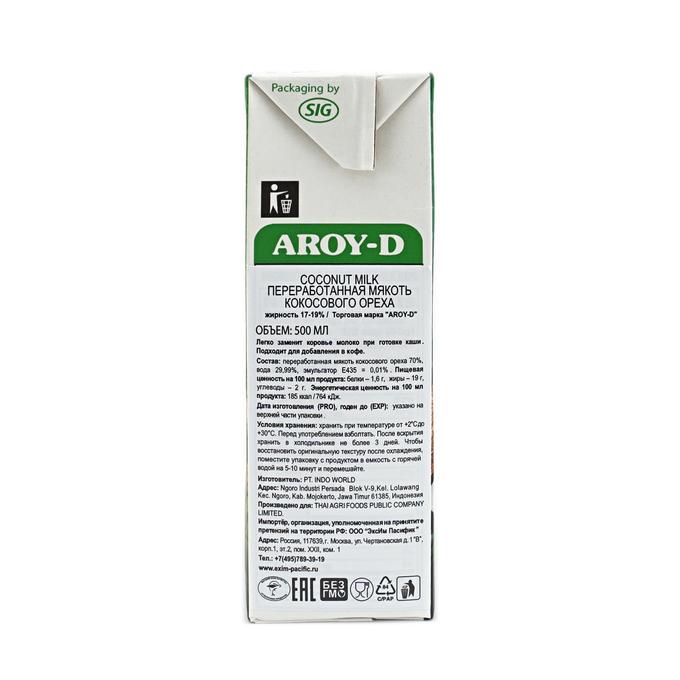 Packaging by
SIG
AROY-D
COCONUT MILK
ПЕРЕРАБОТАННАЯ МЯКОТЬ
КОКОСОВОГО ОРЕХА
жирность 17-19% / Торговая марка "AROY-D"
ОБЪЕМ: 500 МЛ
Легко заменит коровье молоко при готовке каши.
Подходит для добавления в кофе.
Состав: переработанная мякоть кокосового ореха 70%,
вода 29,99%, эмульгатор E435 = 0,01% . Пищевая
ценность на 100 мл продукта: белки – 1,6 г, жиры – 19 г,
углеводы – 2 г. Энергетическая ценность на 100 мл
продукта: 185 ккал / 764 кДж.
Дата изготовления (PRO), годен до (EXP): указано на
верхней части упаковки .
Условия хранения: хранить при температуре от +2°С до
+30°С. Перед употреблением взболтать. После вскрытия
хранить в холодильнике не более 3 дней. Чтобы
восстановить оригинальную текстуру после охлаждения,
поместите упаковку с продуктом в емкость с горячей
водой на 5-10 минут и перемешайте.
Изготовитель: PT. INDO WORLD
Адрес: Ngoro Industri Persada Blok V-9,Kel. Lolawang
Kec. Ngoro, Kab. Mojokerto, Jawa Timur 61385, Индонезия
Произведено для: THAI AGRI FOODS PUBLIC COMPANY
LIMITED.
Импортёр, организация, уполномоченная на принятите
претензий на территории РФ: ООО "ЭксИм Пасифик"
Адрес: Россия, 117639,г. Москва, ул. Чертановская д.1 "В",
корп.1, эт.2, пом. XXII, ком. 1
Тел.: +7(495)789-39-19
www.exim-pacific.ru
EAC
БЕЗ
ГМО
84
C/PAP